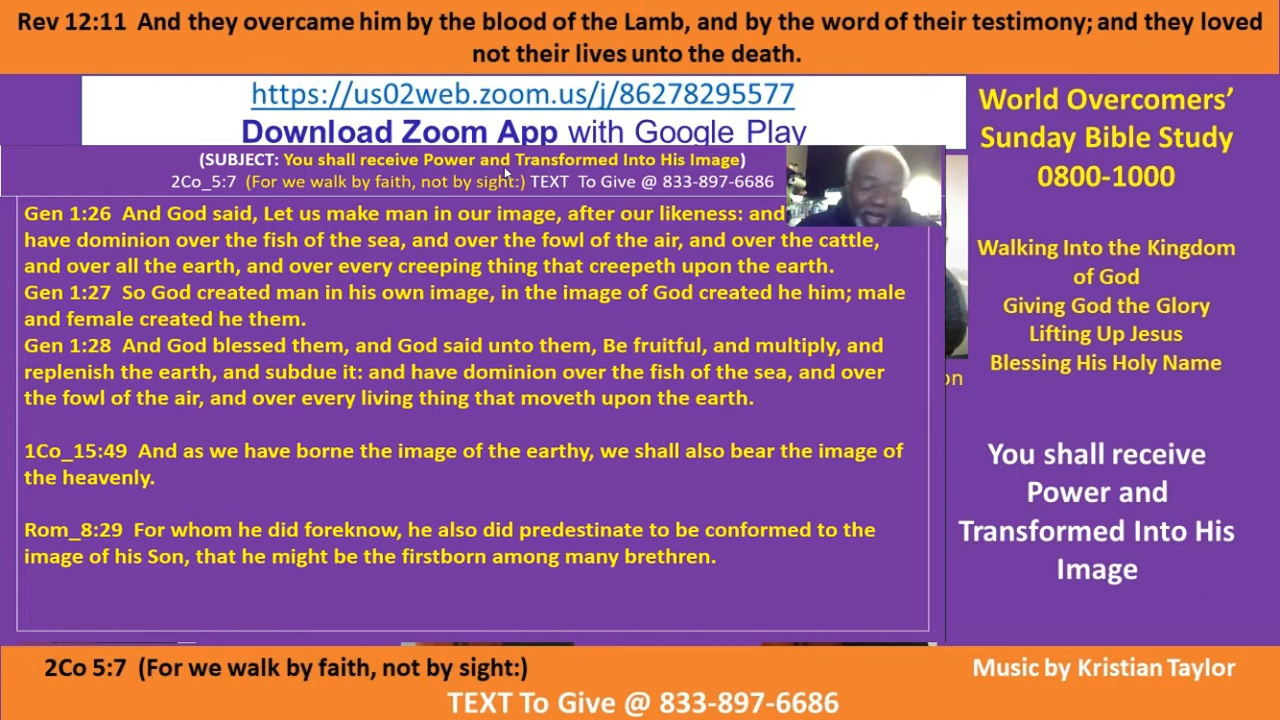 Rev 12:11 And they overcame him by the blood of the Lamb, and by the word of their testimony; and they loved
not their lives unto the death.
https://us02web.zoom.us/j/86278295577
Download Zoom App with Google Play
(SUBJECT: You shall receive Power and Transformed Into His Image)
2Co_5:7 (For we walk by faith, not by sight:) TEXT To Give @ 833-897-6686
Gen 1:26 And God said, Let us make man in our image, after our likeness: and
have dominion over the fish of the sea, and over the fowl of the air, and over the cattle,
and over all the earth, and over every creeping thing that creepeth upon the earth.
Gen 1:27 So God created man in his own image, in the image of God created he him; male
and female created he them.
Gen 1:28 And God blessed them, and God said unto them, Be fruitful, and multiply, and
replenish the earth, and subdue it: and have dominion over the fish of the sea, and over
the fowl of the air, and over every living thing that moveth upon the earth.
1Co_15:49 And as we have borne the image of the earthy, we shall also bear the image of
the heavenly.
Rom_8:29 For whom he did foreknow, he also did predestinate to be conformed to the
image of his Son, that he might be the firstborn among many brethren.
World Overcomers'
Sunday Bible Study
0800-1000
Walking Into the Kingdom
of God
Giving God the Glory
Lifting Up Jesus
Blessing His Holy Name
on
You shall receive
Power and
Transformed Into His
Image
2Co 5:7 (For we walk by faith, not by sight:)
Music by Kristian Taylor
TEXT To Give @ 833-897-6686